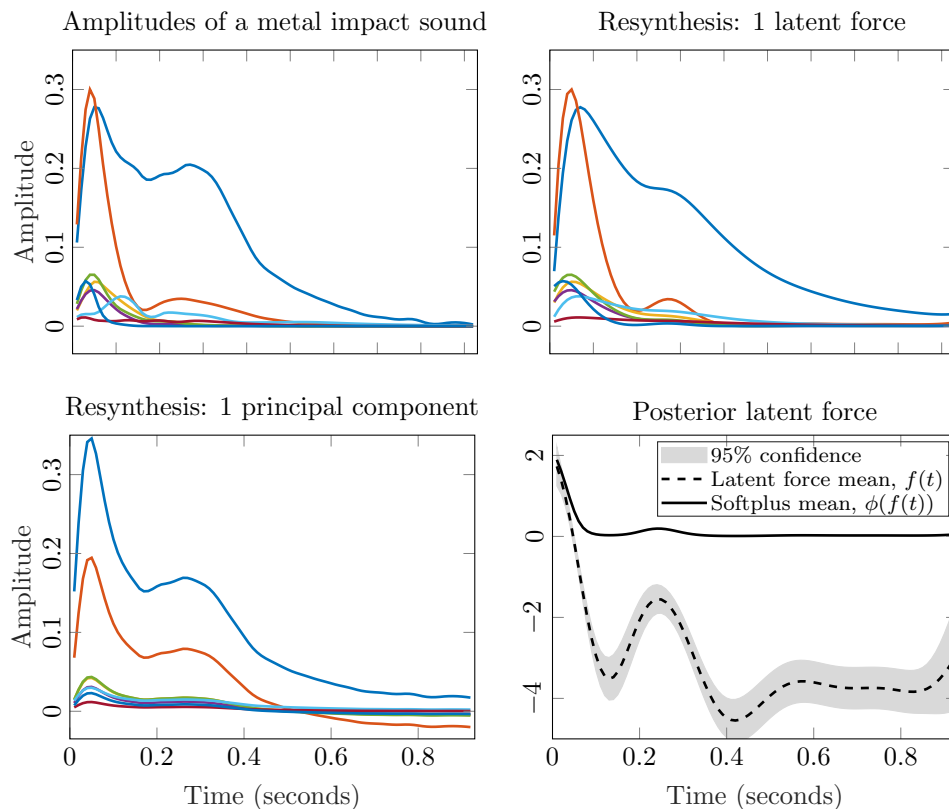 Amplitudes of a metal impact sound
Resynthesis: 1 latent force
0.3
0.2
0.1
0
Amplitude
0.3
0.2
0.1
0
Resynthesis: 1 principal component
Posterior latent force
0.3
0.2
0.1
0
Amplitude
0
0.2
0.4
0.6
0.8
Time (seconds)
2
0
−2
−4
95% confidence
Latent force mean, f(t)
Softplus mean, ϕ(f(t))
0
0.2
0.4
0.6
0.8
Time (seconds)